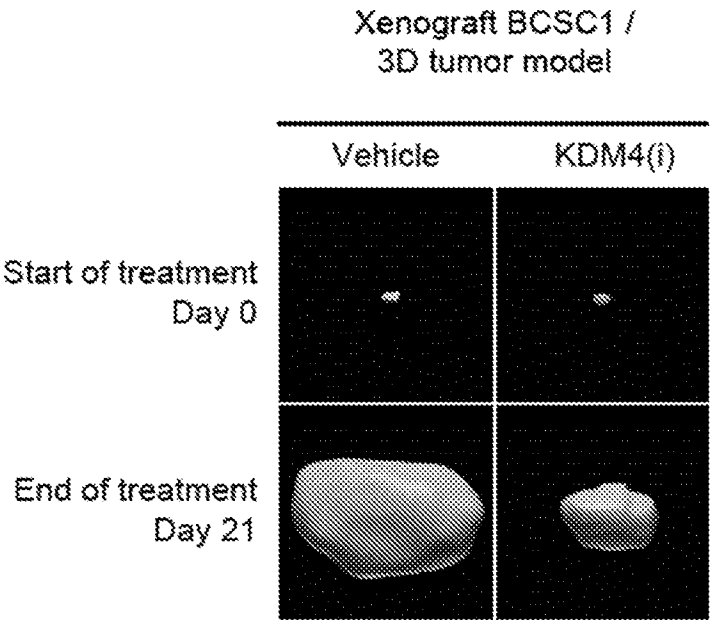 Xenograft BCSC1 /
3D tumor model
Vehicle
KDM4(i)
Start of treatment
Day 0
End of treatment
Day 21